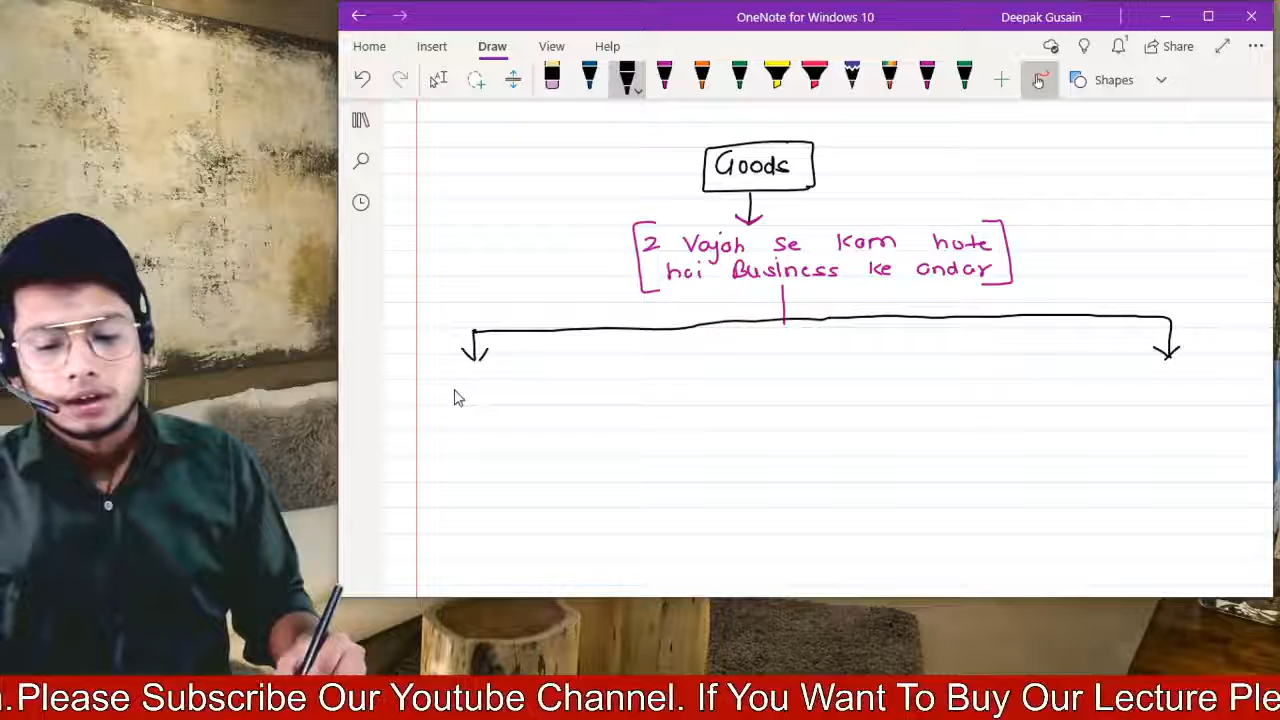 OneNote for Windows 10
Deepak Gusain
Home Insert Draw View Help
Share
Shapes
Goods
2 Vajah se kam hote
hai Business ke andar
n.Please Subscribe Our Youtube Channel. If You Want To Buy Our Lecture Ple